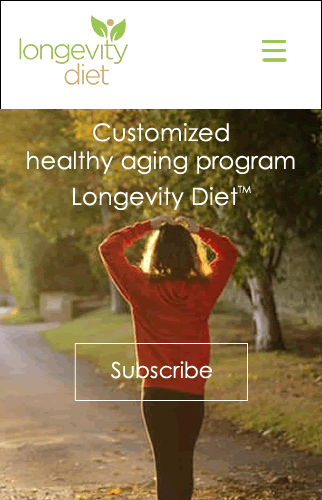 longevity
diet
Customized
healthy aging program
Longevity Diet™
Subscribe